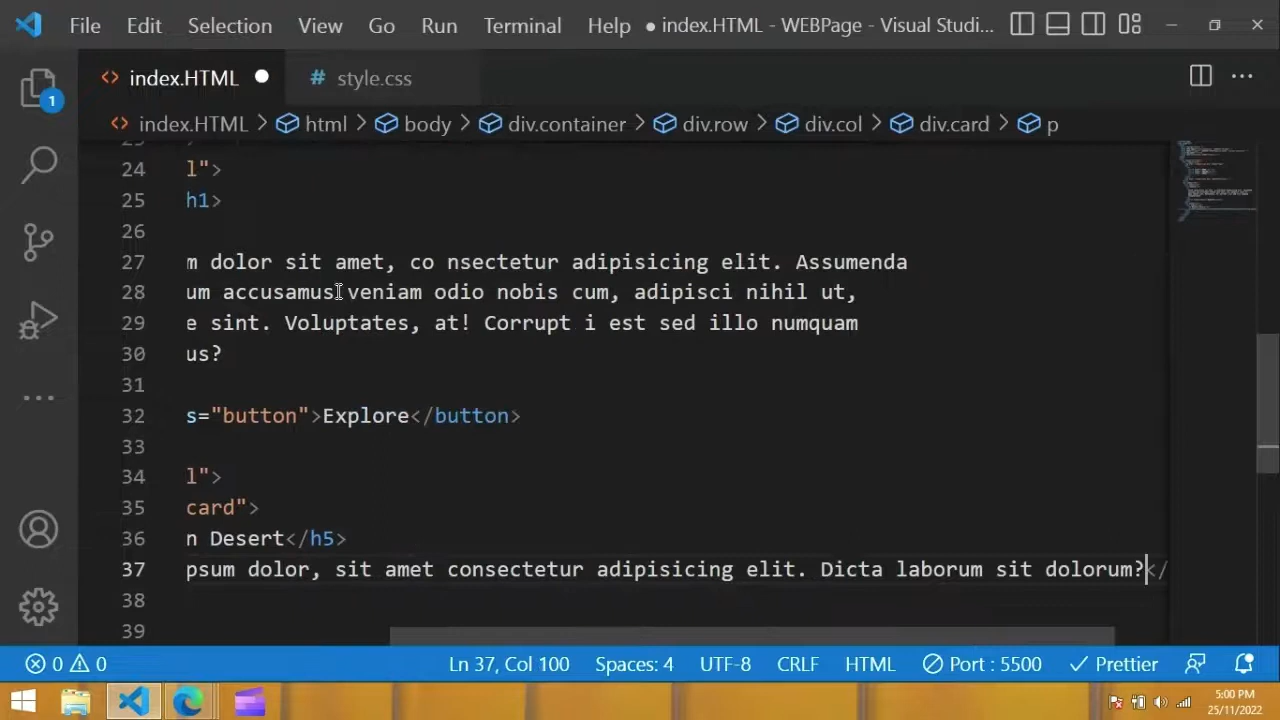 File Edit Selection View Go Run Terminal Help ● index.HTML - WEBPage - Visual Studi...
<> index.HTML ● # style.css ...
1
<> index.HTML > html > body > div.container > div.row > div.col > div.card > p
24 l">
25 h1>
26
27 m dolor sit amet, co nsectetur adipisicing elit. Assumenda
28 um accusamus veniam odio nobis cum, adipisci nihil ut,
29 e sint. Voluptates, at! Corrupt i est sed illo numquam
30 us?
31
32 s="button">Explore</button>
33
34 l">
35 card">
36 n Desert</h5>
37 psum dolor, sit amet consectetur adipisicing elit. Dicta laborum sit dolorum?</
38
39
0 0 Ln 37, Col 100 Spaces: 4 UTF-8 CRLF HTML Port : 5500 Prettier
5:00 PM
25/11/2022